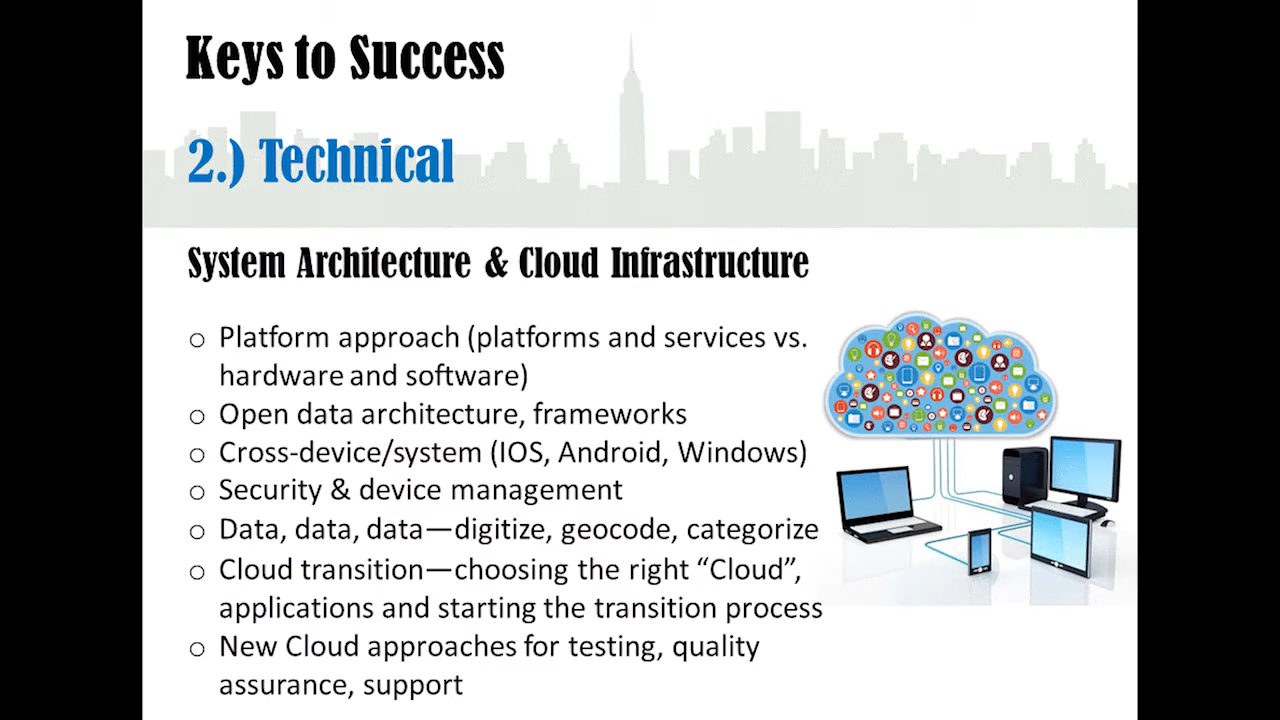 Keys to Success
2.) Technical
System Architecture & Cloud Infrastructure
o Platform approach (platforms and services vs.
hardware and software)
o Open data architecture, frameworks
o Cross-device/system (IOS, Android, Windows)
o Security & device management
o Data, data, data—digitize, geocode, categorize
o Cloud transition—choosing the right “Cloud”,
applications and starting the transition process
o New Cloud approaches for testing, quality
assurance, support